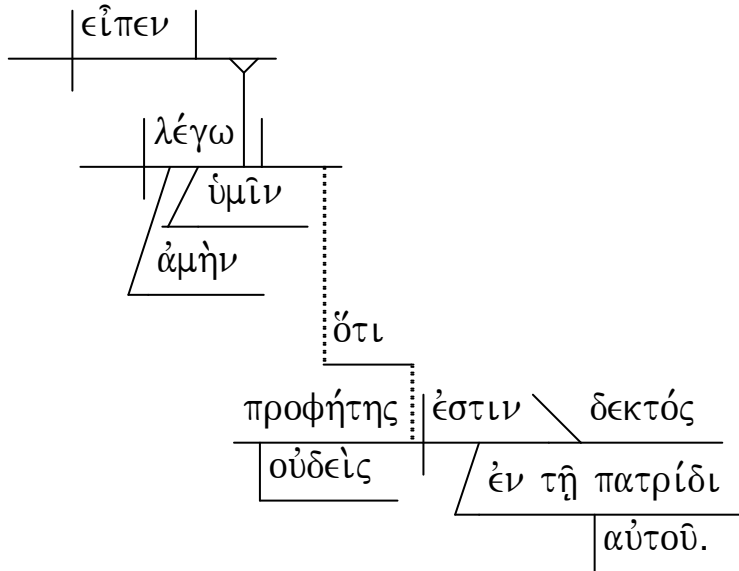 εἶπεν
λέγω
ὑμῖν
ἀμὴν
ὅτι
προφήτης ἐστιν δεκτός
οὐδεὶς ἐν τῇ πατρίδι
αὐτοῦ.